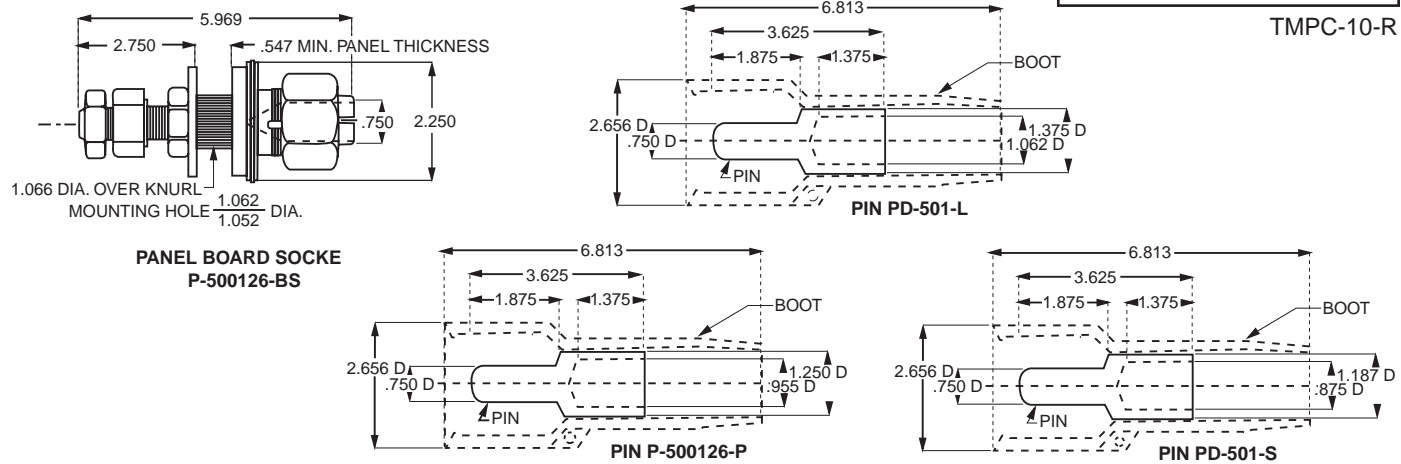 TMPC-10-R
5.969
2.750
.547 MIN. PANEL THICKNESS
.750
2.250
1.066 DIA. OVER KNURL
MOUNTING HOLE 1.062
1.052 DIA.
PANEL BOARD SOCKE
P-500126-BS
6.813
3.625
1.875
1.375
BOOT
2.656 D
.750 D
1.375 D
1.062 D
PIN
PIN PD-501-L
6.813
3.625
1.875
1.375
BOOT
2.656 D
.750 D
1.250 D
.955 D
PIN
PIN P-500126-P
6.813
3.625
1.875
1.375
BOOT
2.656 D
.750 D
1.187 D
.875 D
PIN
PIN PD-501-S